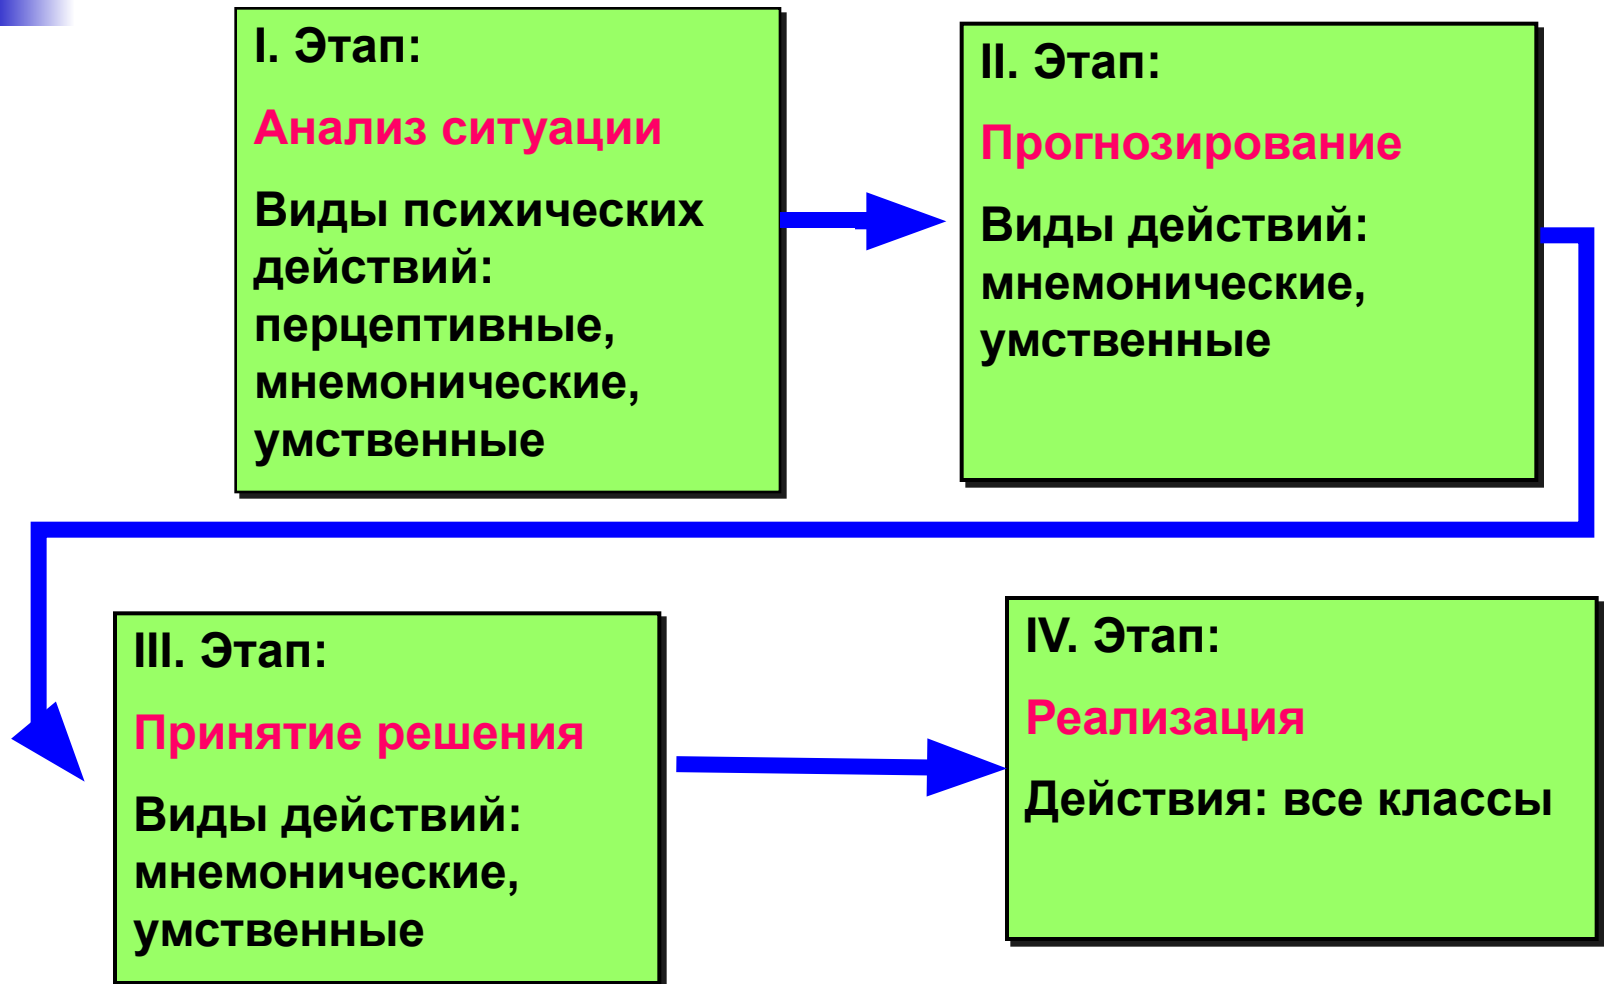 I. Этап:
Анализ ситуации
Виды психических
действий:
перцептивные,
мнемонические,
умственные
II. Этап:
Прогнозирование
Виды действий:
мнемонические,
умственные
III. Этап:
Принятие решения
Виды действий:
мнемонические,
умственные
IV. Этап:
Реализация
Действия: все классы